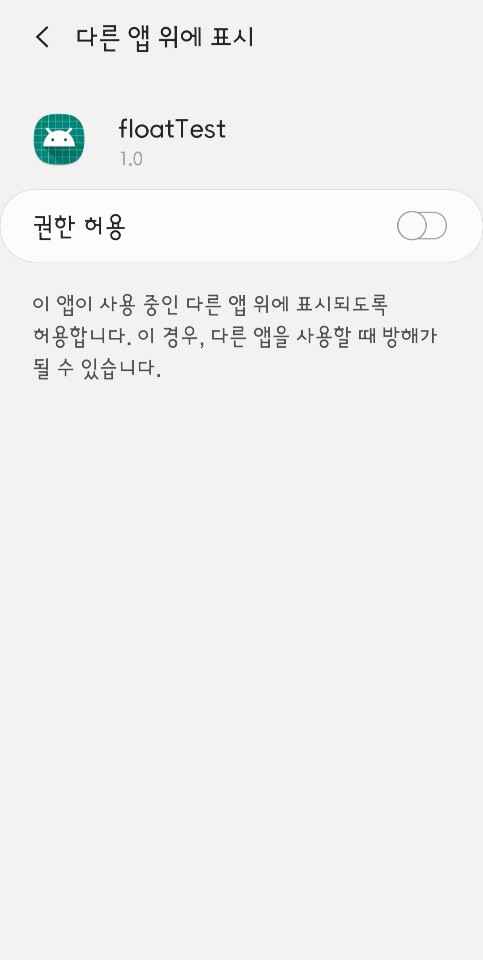 다른 앱 위에 표시
floatTest
1.0
권한 허용
이 앱이 사용 중인 다른 앱 위에 표시되도록
허용합니다. 이 경우, 다른 앱을 사용할 때 방해가
될 수 있습니다.